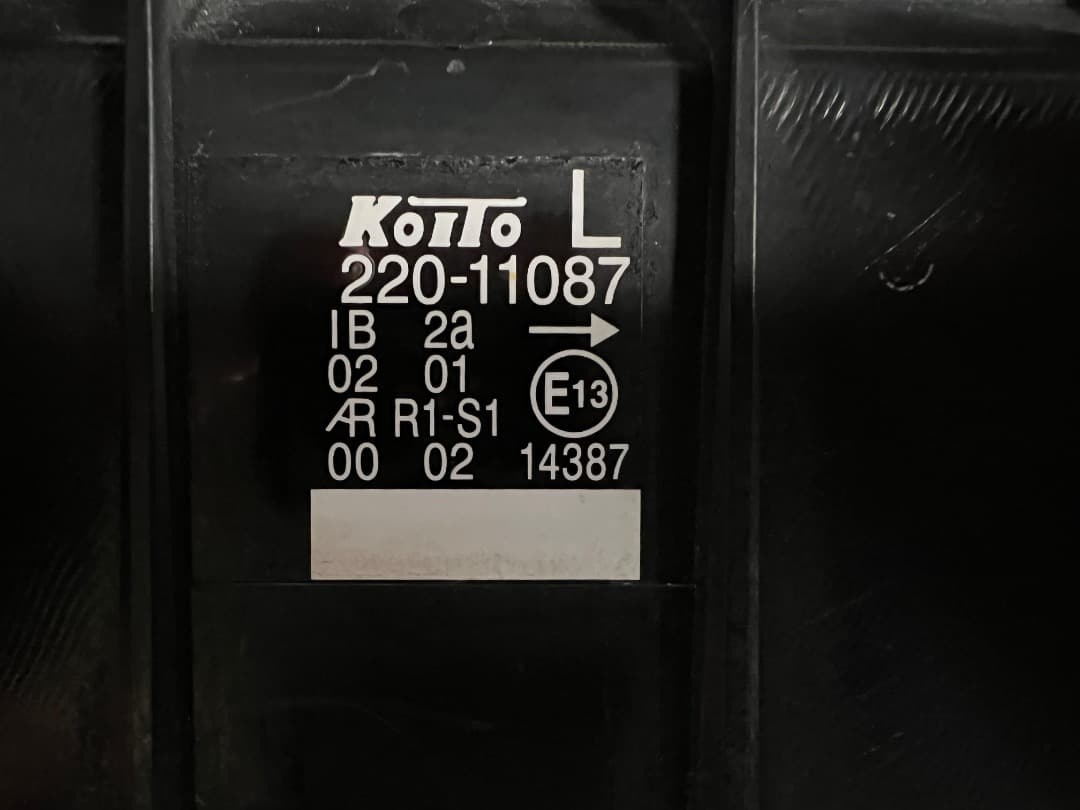 KOITO L
220-11087
IB 2a →
02 01
E13
AR R1-S1
00 02 14387